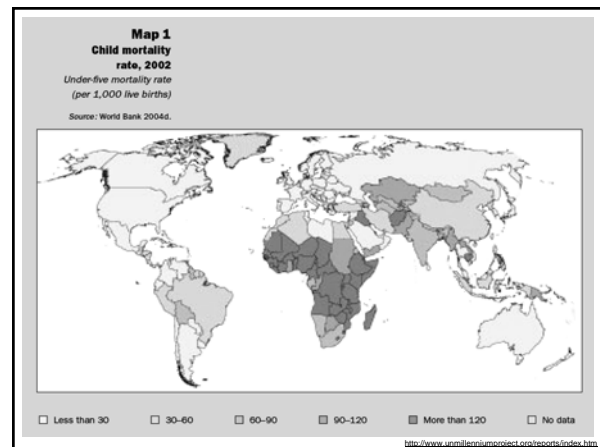 Map 1
Child mortality
rate, 2002
Under-five mortality rate
(per 1,000 live births)
Source: World Bank 2004d.
Less than 30
30–60
60–90
90–120
More than 120
No data
http://www.unmillenniumproject.org/reports/index.htm